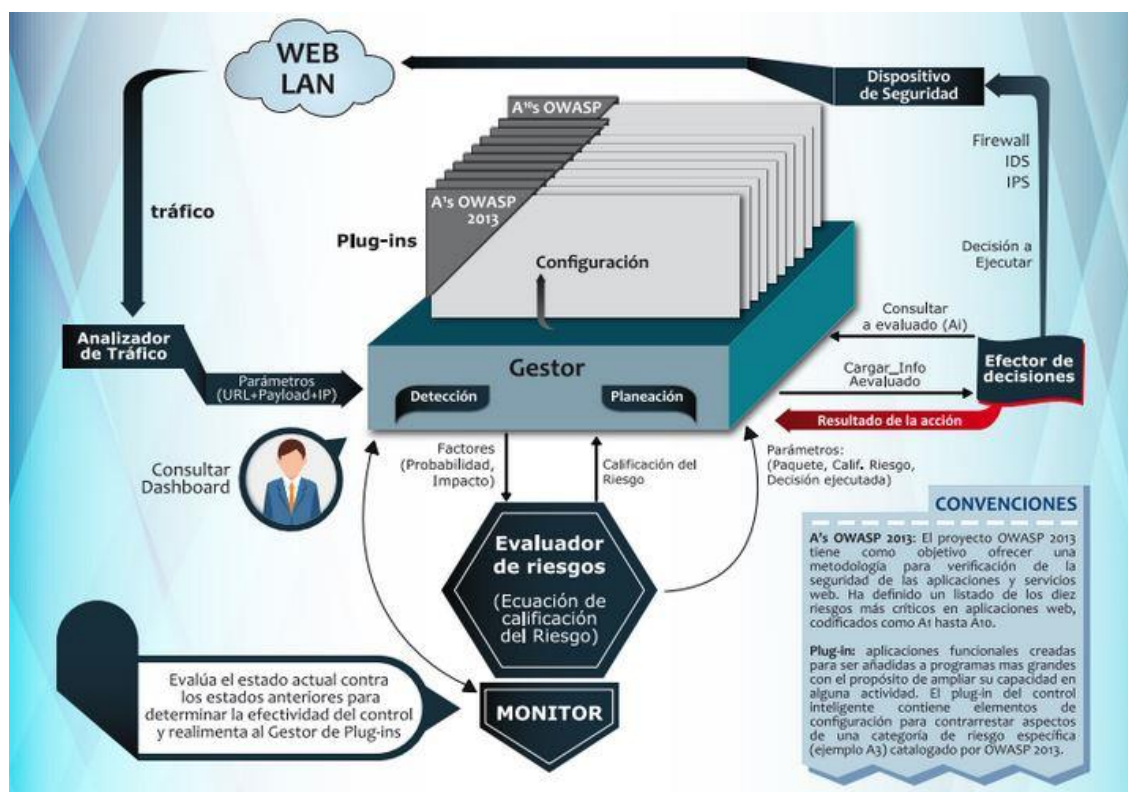 WEB
LAN
Dispositivo
de Seguridad
Firewall
IDS
IPS
A¹⁰s OWASP
A's OWASP
2013
tráfico
Plug-ins
Configuración
Decisión a
Ejecutar
Analizador
de Tráfico
Parámetros
(URL+Payload+IP)
Gestor
Detección
Planeación
Consultar
a evaluado (Ai)
Efector de
decisiones
Cargar_Info
Aevaluado
Resultado de la acción
Consultar
Dashboard
Factores
(Probabilidad,
Impacto)
Calificación del
Riesgo
Parámetros:
(Paquete, Calif. Riesgo,
Decisión ejecutada)
Evaluador
de riesgos
(Ecuación de
calificación
del Riesgo)
MONITOR
Evalúa el estado actual contra
los estados anteriores para
determinar la efectividad del control
y realimenta al Gestor de Plug-ins
CONVENCIONES
A's OWASP 2013: El proyecto OWASP 2013
tiene como objetivo ofrecer una
metodología para verificación de la
seguridad de las aplicaciones y servicios
web. Ha definido un listado de los diez
riesgos más críticos en aplicaciones web,
codificados como A1 hasta A10.
Plug-in: aplicaciones funcionales creadas
para ser añadidas a programas mas grandes
con el propósito de ampliar su capacidad en
alguna actividad. El plug-in del control
inteligente contiene elementos de
configuración para contrarrestar aspectos
de una categoría de riesgo específica
(ejemplo A3) catalogado por OWASP 2013.